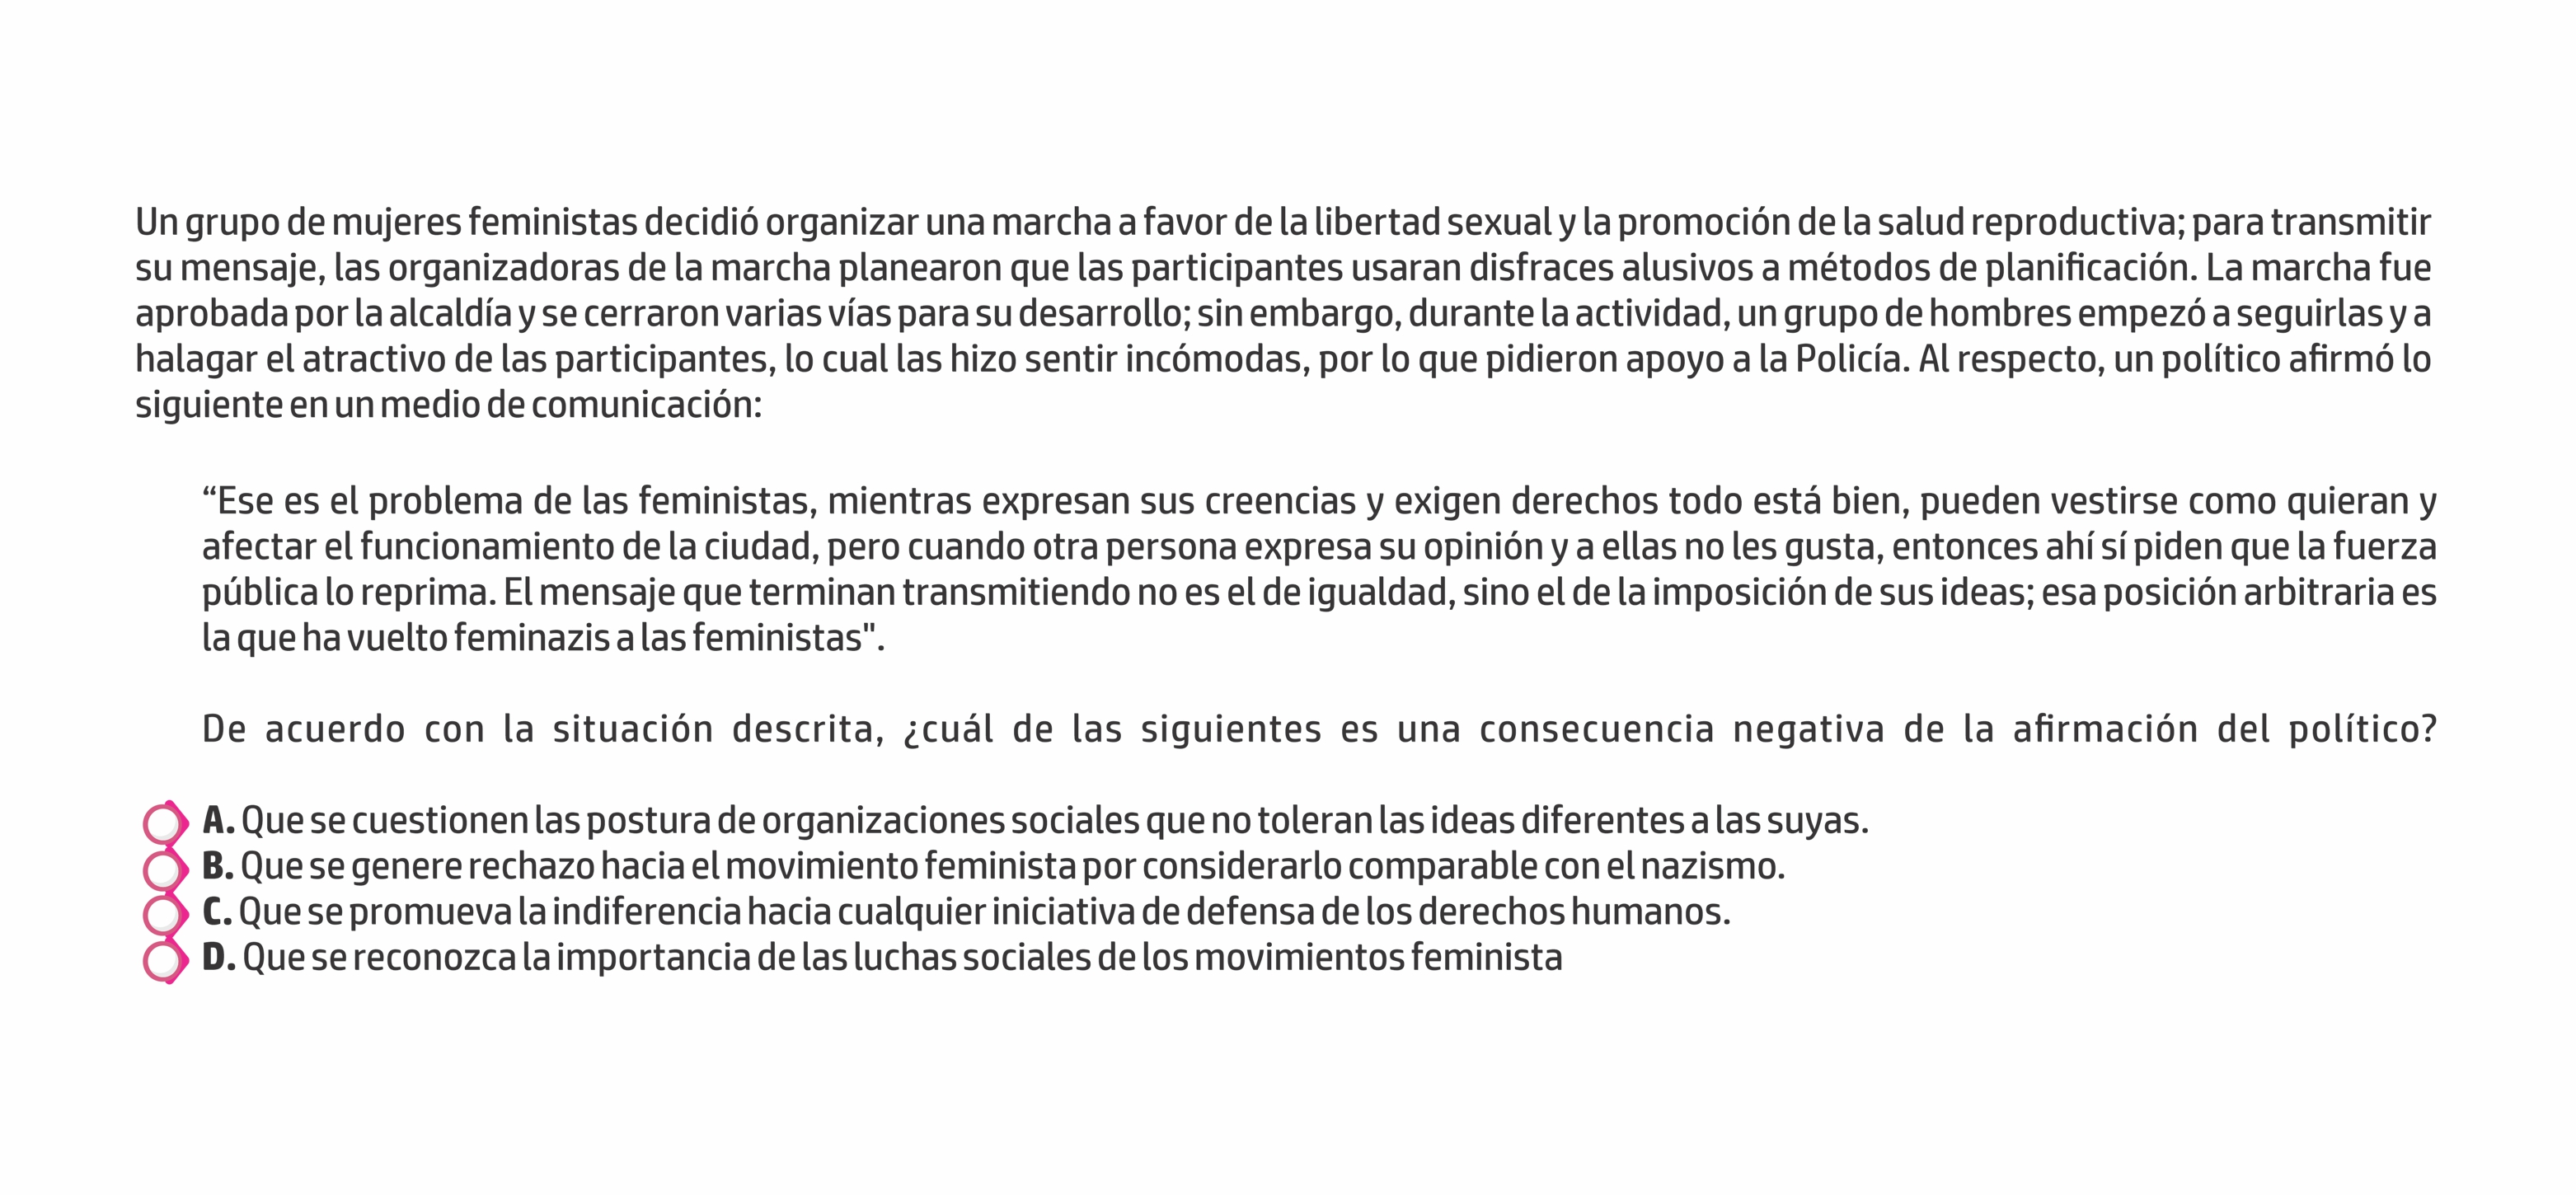 Un grupo de mujeres feministas decidió organizar una marcha a favor de la libertad sexual y la promoción de la salud reproductiva; para transmitir
su mensaje, las organizadoras de la marcha planearon que las participantes usaran disfraces alusivos a métodos de planificación. La marcha fue
aprobada por la alcaldía y se cerraron varias vías para su desarrollo; sin embargo, durante la actividad, un grupo de hombres empezó a seguirlas y a
halagar el atractivo de las participantes, lo cual las hizo sentir incómodas, por lo que pidieron apoyo a la Policía. Al respecto, un político afirmó lo
siguiente en un medio de comunicación:
“Ese es el problema de las feministas, mientras expresan sus creencias y exigen derechos todo está bien, pueden vestirse como quieran y
afectar el funcionamiento de la ciudad, pero cuando otra persona expresa su opinión y a ellas no les gusta, entonces ahí sí piden que la fuerza
pública lo reprima. El mensaje que terminan transmitiendo no es el de igualdad, sino el de la imposición de sus ideas; esa posición arbitraria es
la que ha vuelto feminazis a las feministas".
De acuerdo con la situación descrita, ¿cuál de las siguientes es una consecuencia negativa de la afirmación del político?
A. Que se cuestionen las postura de organizaciones sociales que no toleran las ideas diferentes a las suyas.
B. Que se genere rechazo hacia el movimiento feminista por considerarlo comparable con el nazismo.
C. Que se promueva la indiferencia hacia cualquier iniciativa de defensa de los derechos humanos.
D. Que se reconozca la importancia de las luchas sociales de los movimientos feminista